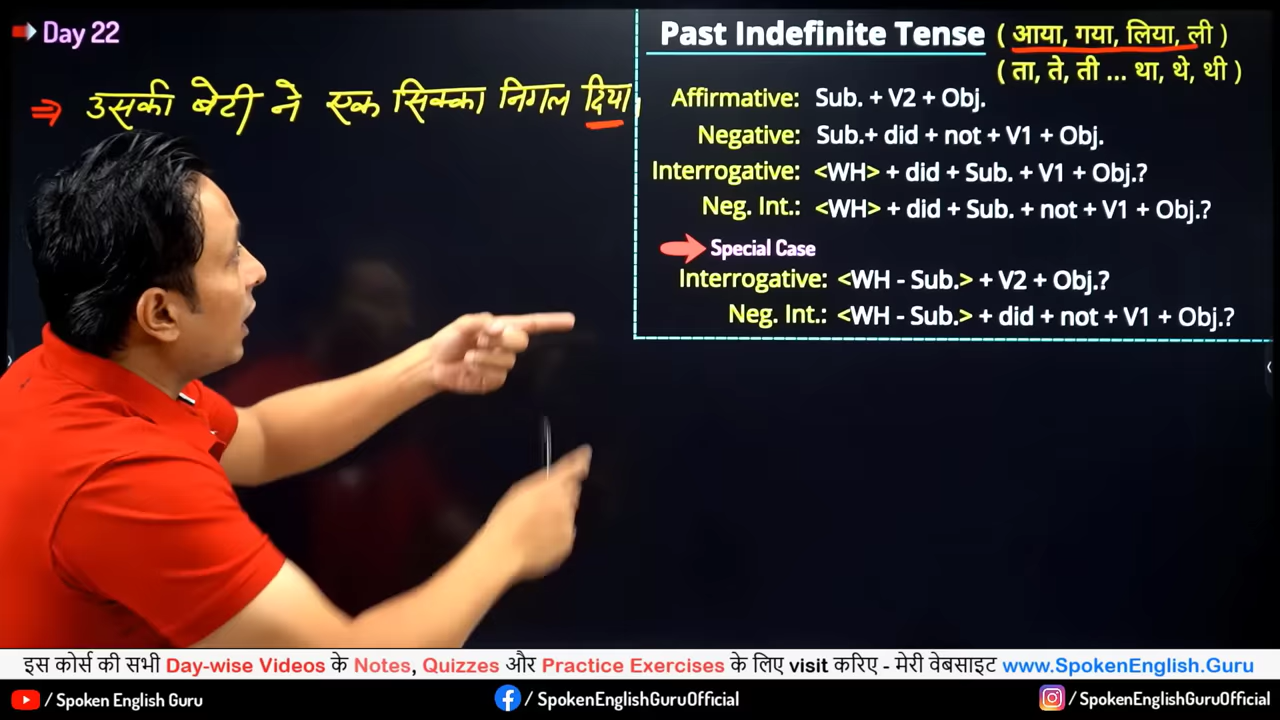 Day 22
⇒ उसकी बेटी ने एक सिक्का निगल दिया।
Past Indefinite Tense ( आया, गया, लिया, ली )
( ता, ते, ती ... था, थे, थी )
Affirmative: Sub. + V2 + Obj.
Negative: Sub.+ did + not + V1 + Obj.
Interrogative: <WH> + did + Sub. + V1 + Obj.?
Neg. Int.: <WH> + did + Sub. + not + V1 + Obj.?
Special Case
Interrogative: <WH - Sub.> + V2 + Obj.?
Neg. Int.: <WH - Sub.> + did + not + V1 + Obj.?
इस कोर्स की सभी Day-wise Videos के Notes, Quizzes और Practice Exercises के लिए visit करिए - मेरी वेबसाइट www.SpokenEnglish.Guru
/ Spoken English Guru
/ SpokenEnglishGuruOfficial
/ SpokenEnglishGuruOfficial